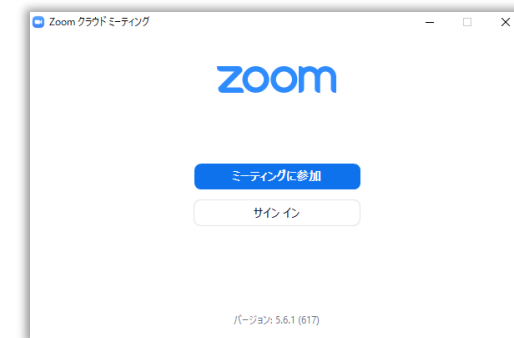 Zoom クラウド ミーティング
zoom
ミーティングに参加
サイン イン
バージョン: 5.6.1 (617)